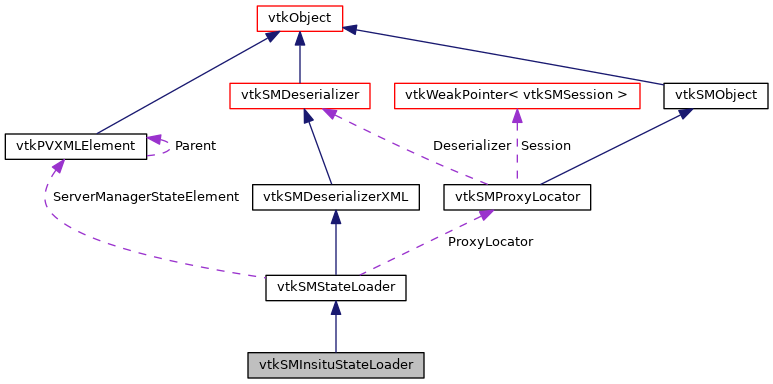 vtkObject
vtkSMDeserializer
vtkWeakPointer< vtkSMSession >
vtkSMObject
vtkPVXMLElement
Parent
Deserializer
Session
ServerManagerStateElement
vtkSMDeserializerXML
vtkSMProxyLocator
ProxyLocator
vtkSMStateLoader
vtkSMInsituStateLoader